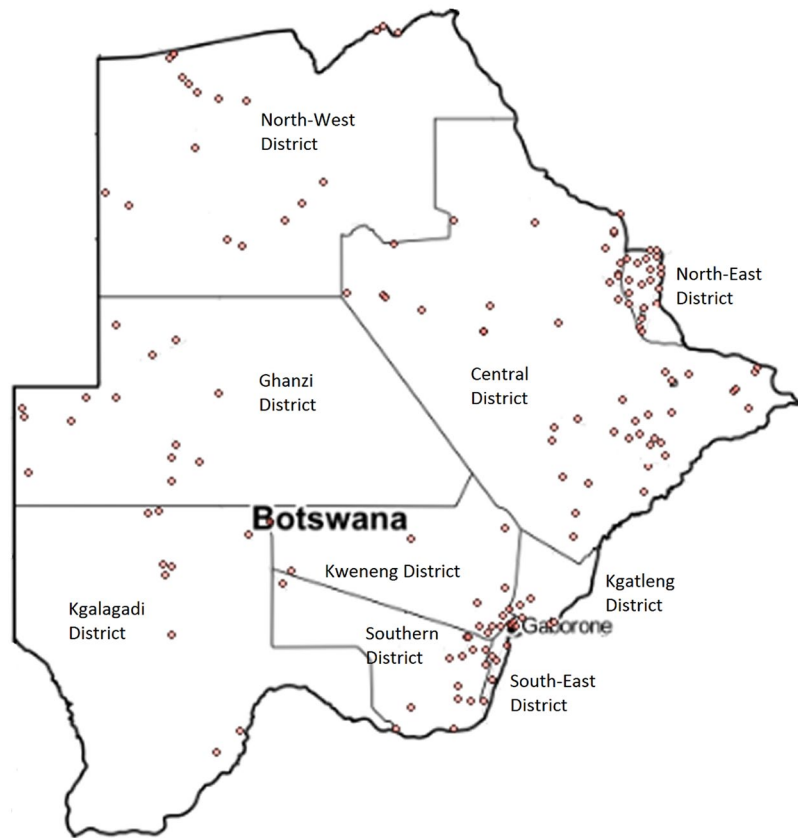 North-West
District
North-East
District
Ghanzi
District
Central
District
Botswana
Kweneng District
Kgatleng
District
Kgalagadi
District
Southern
District
Gaborone
South-East
District